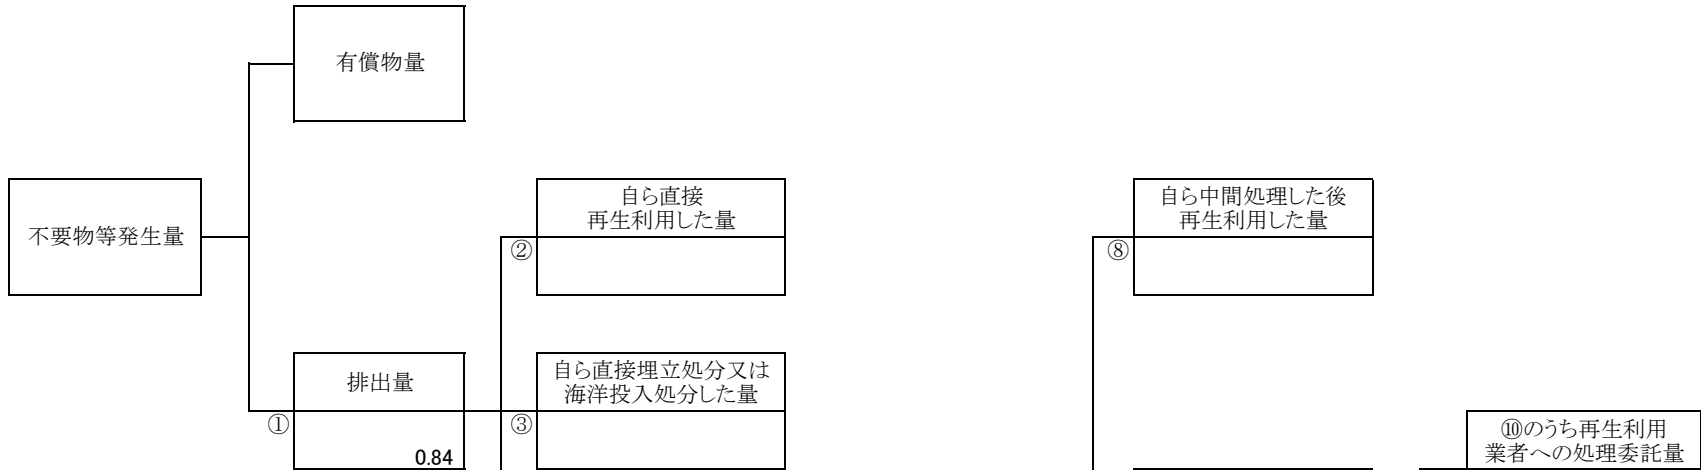 有償物量
不要物等発生量
自ら直接
再生利用した量
②
自ら中間処理した後
再生利用した量
⑧
排出量
①
0.84
自ら直接埋立処分又は
海洋投入処分した量
③
⑩のうち再生利用
業者への処理委託量